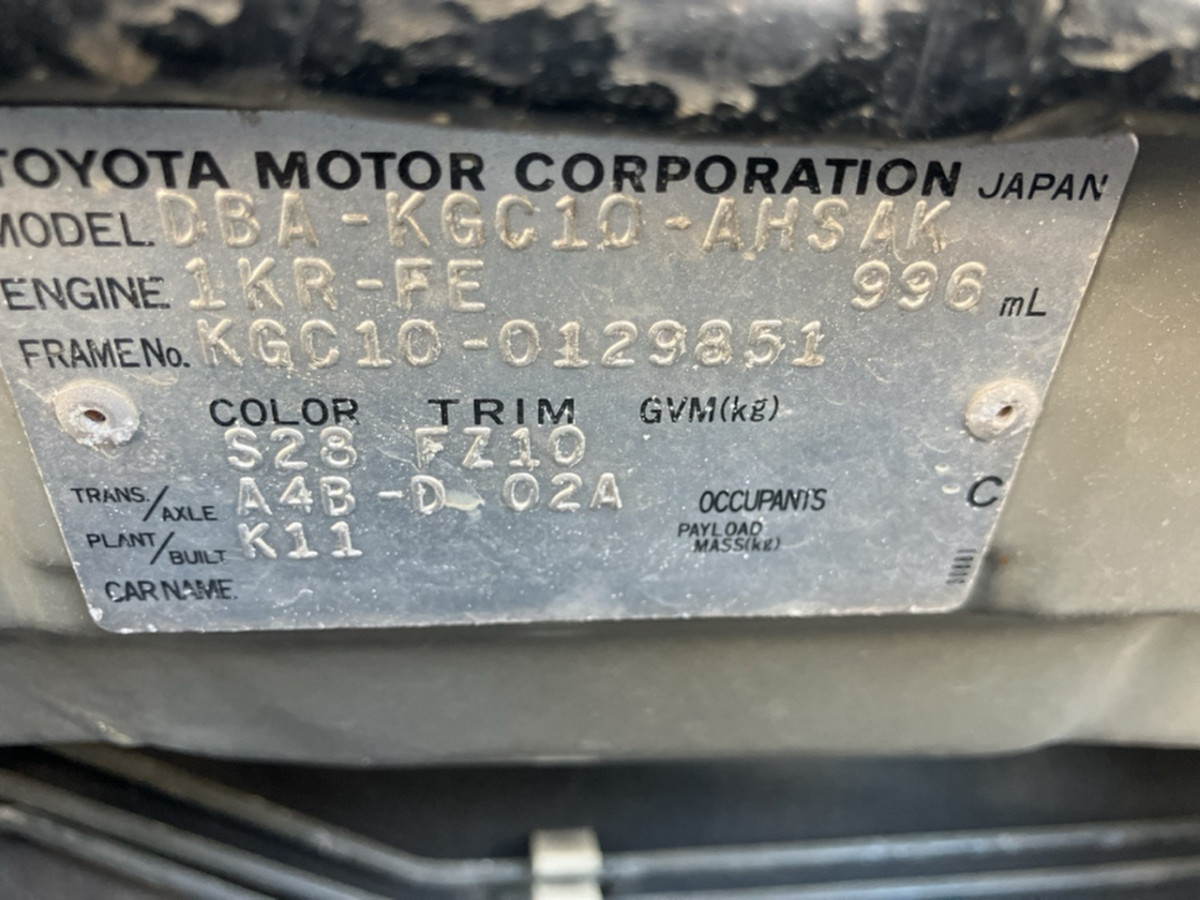 TOYOTA MOTOR CORPORATION JAPAN
MODEL. DBA-KGC10-AHSAK
ENGINE. 1KR-FE 996 mL
FRAME No. KGC10-0129851
COLOR TRIM GVM(kg)
S28 FZ10
TRANS./AXLE A4B-D 02A OCCUPANTS C
PLANT/BUILT K11 PAYLOAD MASS(kg)
CAR NAME.